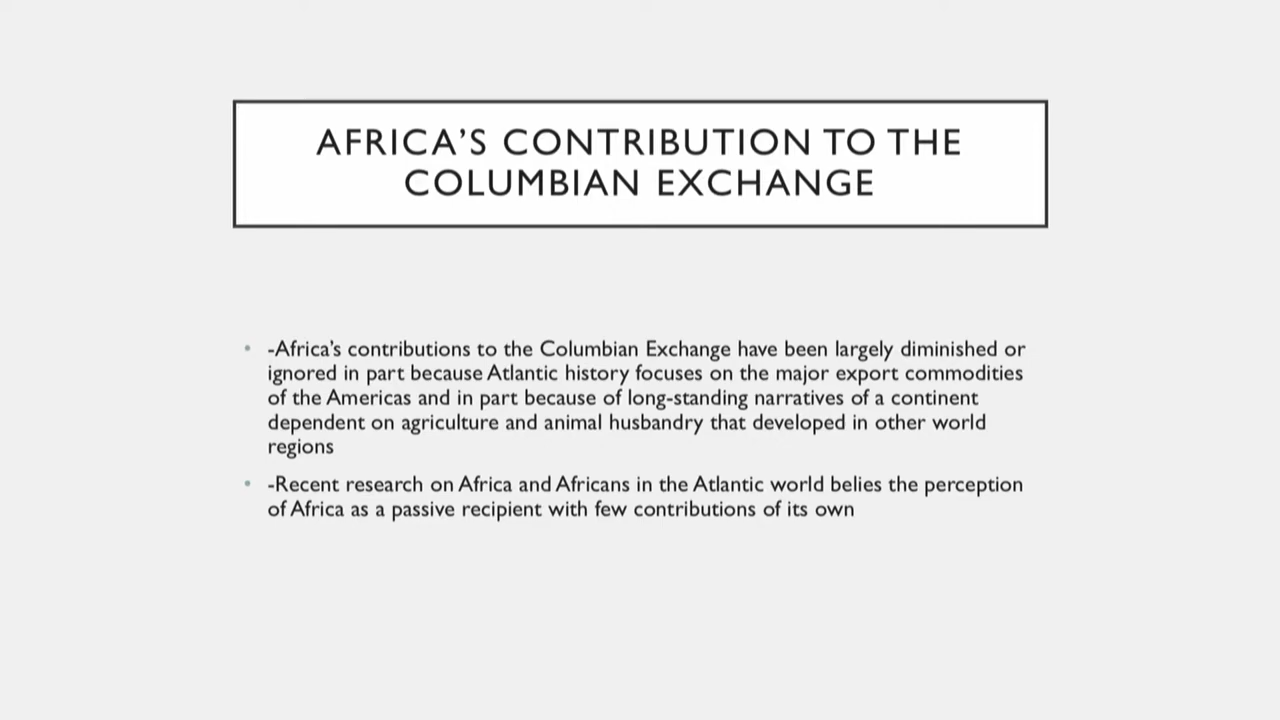 AFRICA’S CONTRIBUTION TO THE
COLUMBIAN EXCHANGE
• -Africa’s contributions to the Columbian Exchange have been largely diminished or
ignored in part because Atlantic history focuses on the major export commodities
of the Americas and in part because of long-standing narratives of a continent
dependent on agriculture and animal husbandry that developed in other world
regions
• -Recent research on Africa and Africans in the Atlantic world belies the perception
of Africa as a passive recipient with few contributions of its own